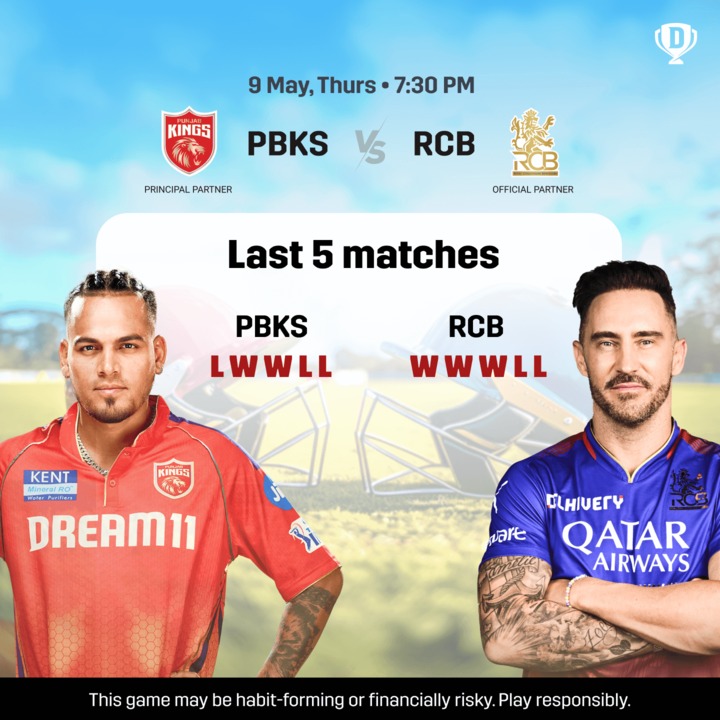 D
9 May, Thurs • 7:30 PM
PUNJAB
KINGS
PBKS
VS
RCB
RCB
PRINCIPAL PARTNER
OFFICIAL PARTNER
Last 5 matches
PBKS
RCB
LWWLL
WWWLL
KENT
Mineral RO
Water Purifiers
PUNJAB
KINGS
DREAM11
DELHIVERY
RCB
QATAR
AIRWAYS
This game may be habit-forming or financially risky. Play responsibly.